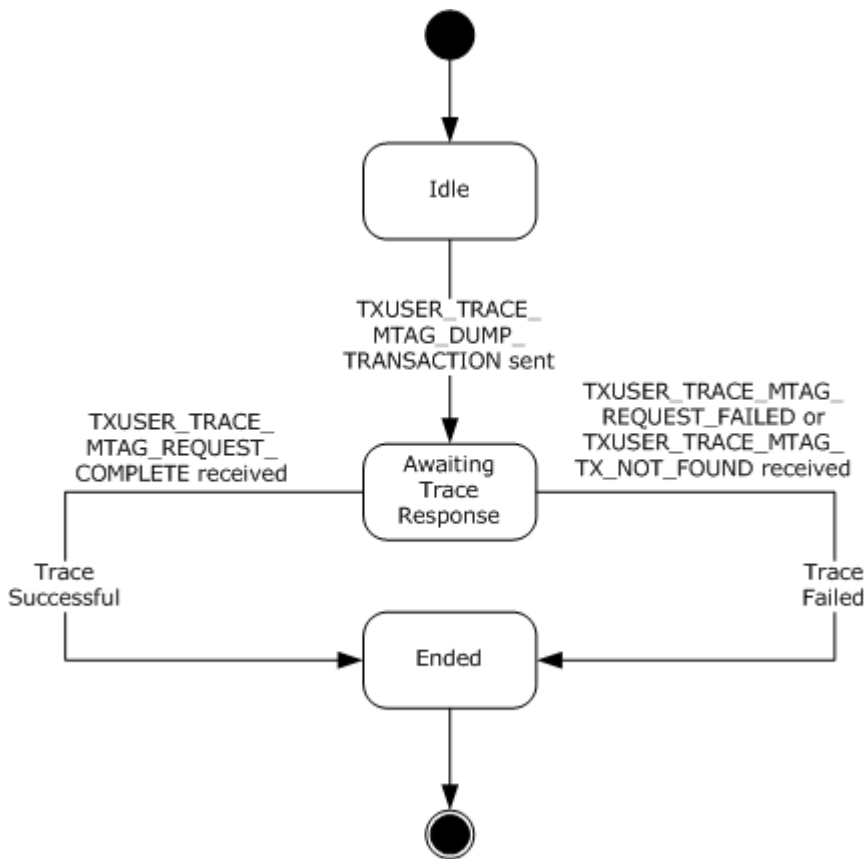 Idle
TXUSER_TRACE_
MTAG_DUMP_
TRANSACTION sent
TXUSER_TRACE_
MTAG_REQUEST_
COMPLETE received
TXUSER_TRACE_MTAG_
REQUEST_FAILED or
TXUSER_TRACE_MTAG_
TX_NOT_FOUND received
Awaiting
Trace
Response
Trace
Successful
Trace
Failed
Ended